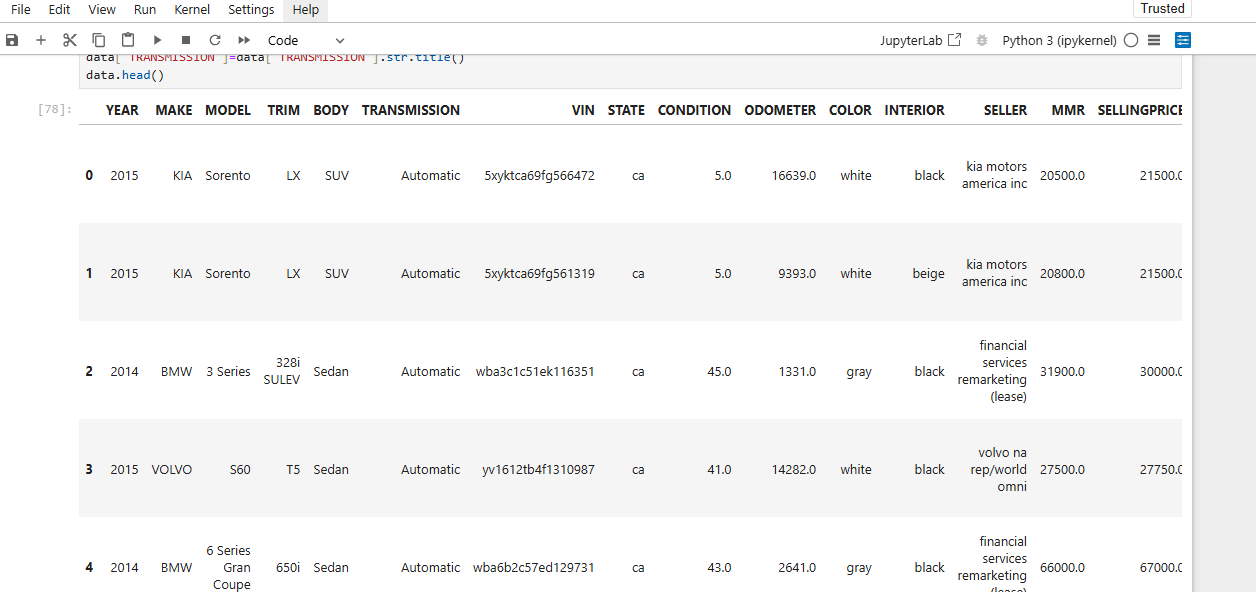 File Edit View Run Kernel Settings Help Trusted
Code JupyterLab Python 3 (ipykernel)
data["TRANSMISSION"]=data["TRANSMISSION"].str.title()
data.head()
[78]: YEAR MAKE MODEL TRIM BODY TRANSMISSION VIN STATE CONDITION ODOMETER COLOR INTERIOR SELLER MMR SELLINGPRICE
kia motors
0 2015 KIA Sorento LX SUV Automatic 5xyktca69fg566472 ca 5.0 16639.0 white black 20500.0 21500.0
america inc
kia motors
1 2015 KIA Sorento LX SUV Automatic 5xyktca69fg561319 ca 5.0 9393.0 white beige 20800.0 21500.0
america inc
financial
328i services
2 2014 BMW 3 Series Sedan Automatic wba3c1c51ek116351 ca 45.0 1331.0 gray black 31900.0 30000.0
SULEV remarketing
(lease)
volvo na
3 2015 VOLVO S60 T5 Sedan Automatic yv1612tb4f1310987 ca 41.0 14282.0 white black rep/world 27500.0 27750.0
omni
financial
6 Series services
4 2014 BMW Gran 650i Sedan Automatic wba6b2c57ed129731 ca 43.0 2641.0 gray black 66000.0 67000.0
Coupe remarketing
(lease)